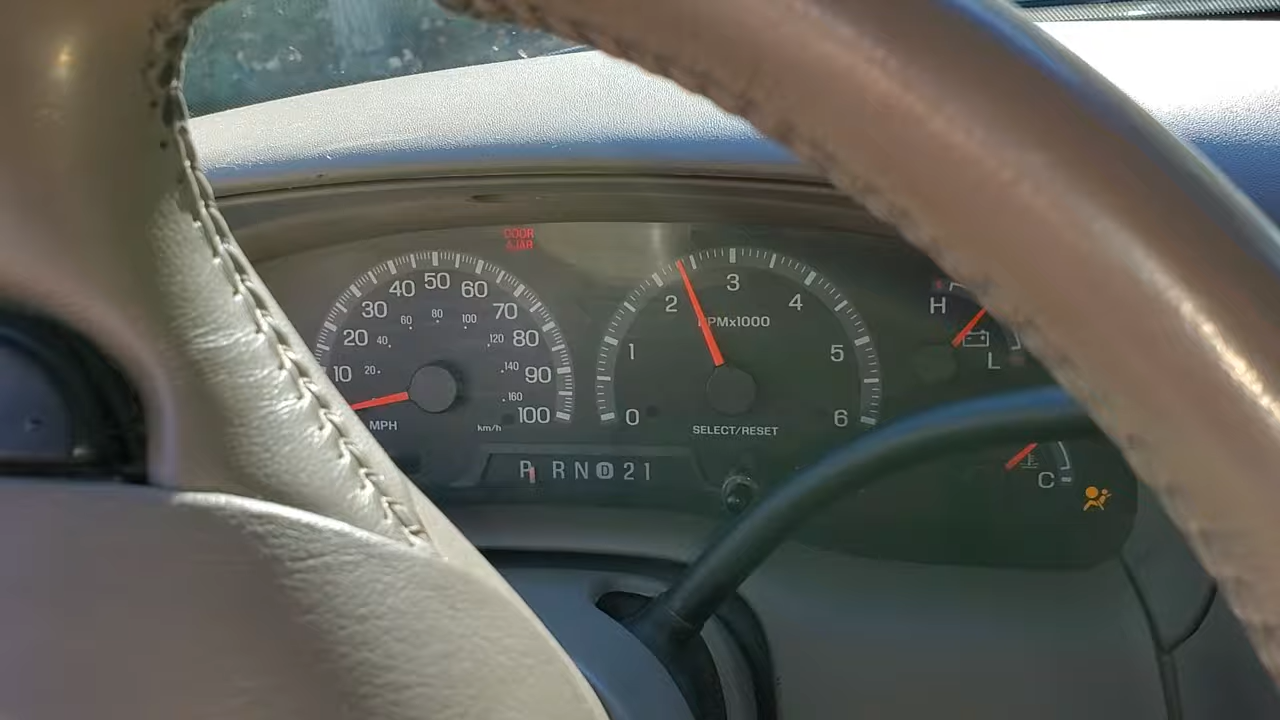 DOOR
AJAR
10 20 30 40 50 60 70 80 90 100
20 40 60 80 100 120 140 160
MPH
km/h
0 1 2 3 4 5 6
RPMx1000
SELECT/RESET
P R N D 2 1
H
L
C